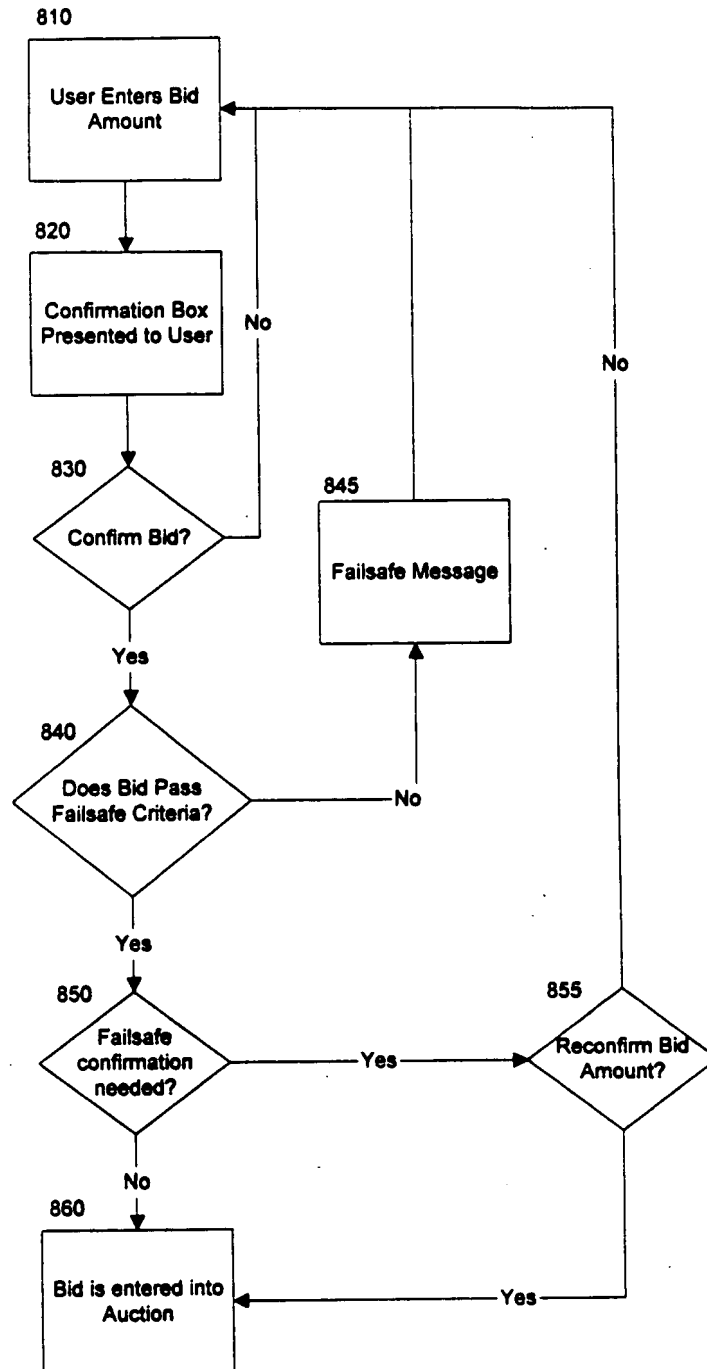 810
User Enters Bid
Amount
820
Confirmation Box
Presented to User
No
No
830
Confirm Bid?
845
Failsafe Message
Yes
840
Does Bid Pass
Failsafe Criteria?
No
Yes
850
Failsafe
confirmation
needed?
Yes
855
Reconfirm Bid
Amount?
No
860
Bid is entered into
Auction
Yes